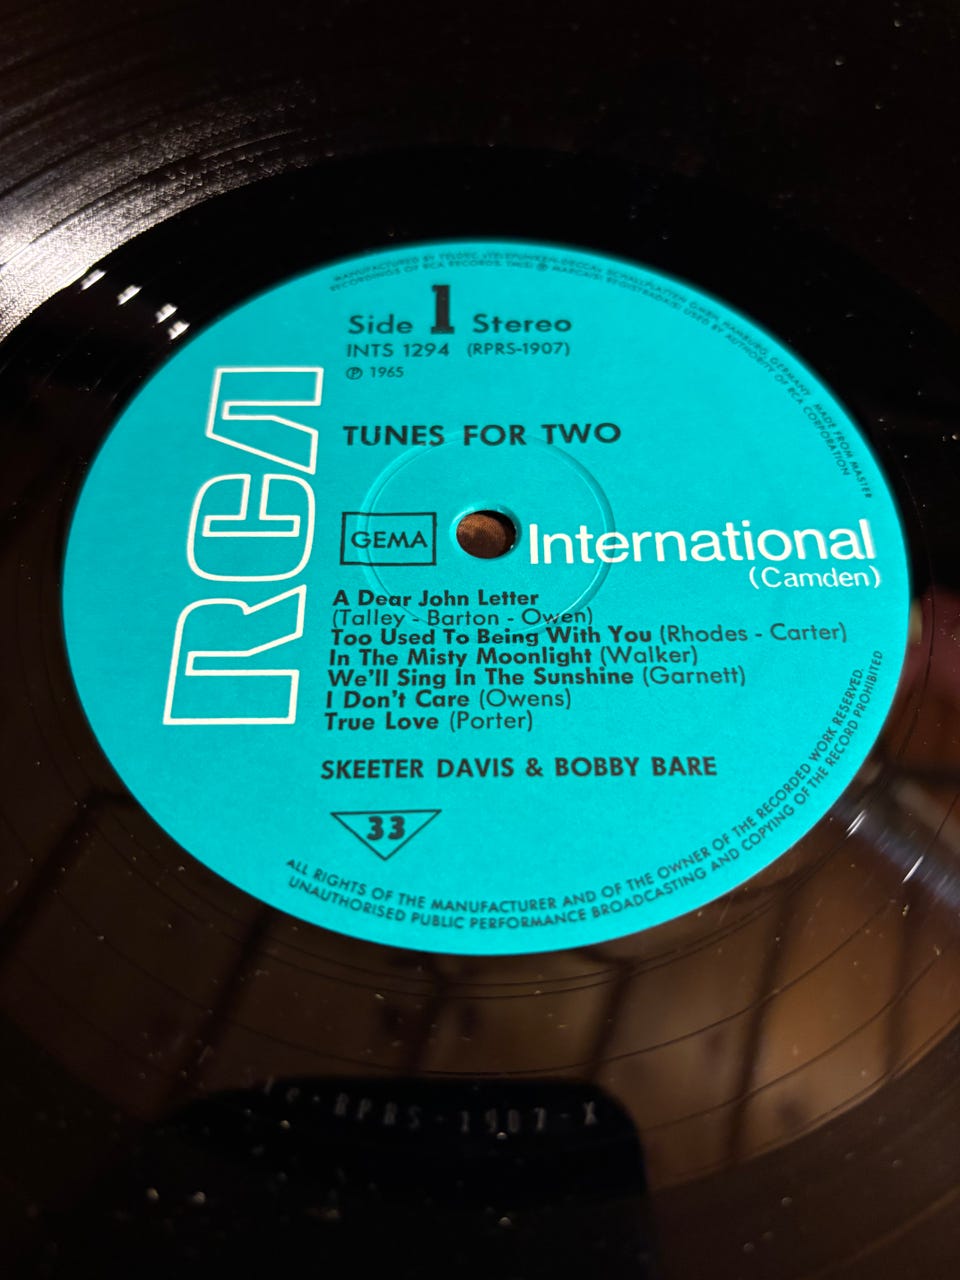 MANUFACTURED BY TELDEC »TELEFUNKEN-DECCA« SCHALLPLATTEN GMBH, HAMBURG, GERMANY MADE FROM MASTER
RECORDINGS OF RCA RECORDS. TM(S) ® MARCA(S) REGISTRADA(S) USED BY AUTHORITY OF RCA CORPORATION
Side 1 Stereo
INTS 1294 (RPRS-1907)
℗ 1965
RCA
TUNES FOR TWO
GEMA
International
(Camden)
A Dear John Letter
(Talley - Barton - Owen)
Too Used To Being With You (Rhodes - Carter)
In The Misty Moonlight (Walker)
We'll Sing In The Sunshine (Garnett)
I Don't Care (Owens)
True Love (Porter)
SKEETER DAVIS & BOBBY BARE
33
ALL RIGHTS OF THE MANUFACTURER AND OF THE OWNER OF THE RECORDED WORK RESERVED.
UNAUTHORISED PUBLIC PERFORMANCE BROADCASTING AND COPYING OF THE RECORD PROHIBITED
RPRS-1907-X